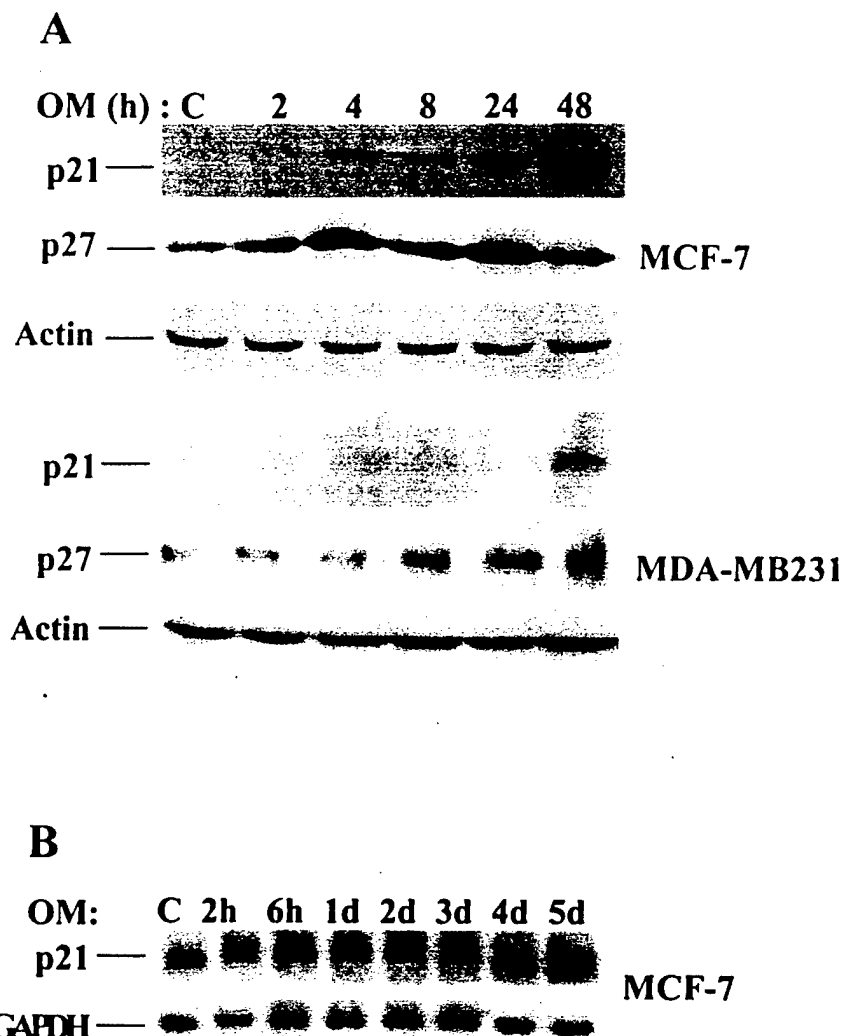 A
OM (h) : C 2 4 8 24 48
p21
p27
MCF-7
Actin
p21
p27
MDA-MB231
Actin
B
OM: C 2h 6h 1d 2d 3d 4d 5d
p21
MCF-7
GAPDH